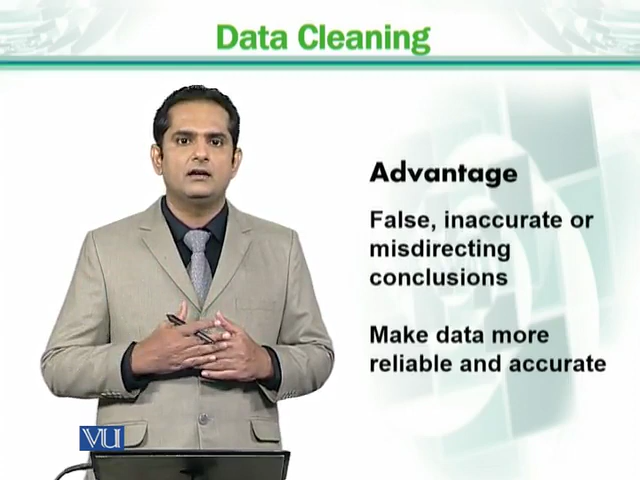 Data Cleaning
Advantage
False, inaccurate or
misdirecting
conclusions
Make data more
reliable and accurate
VU